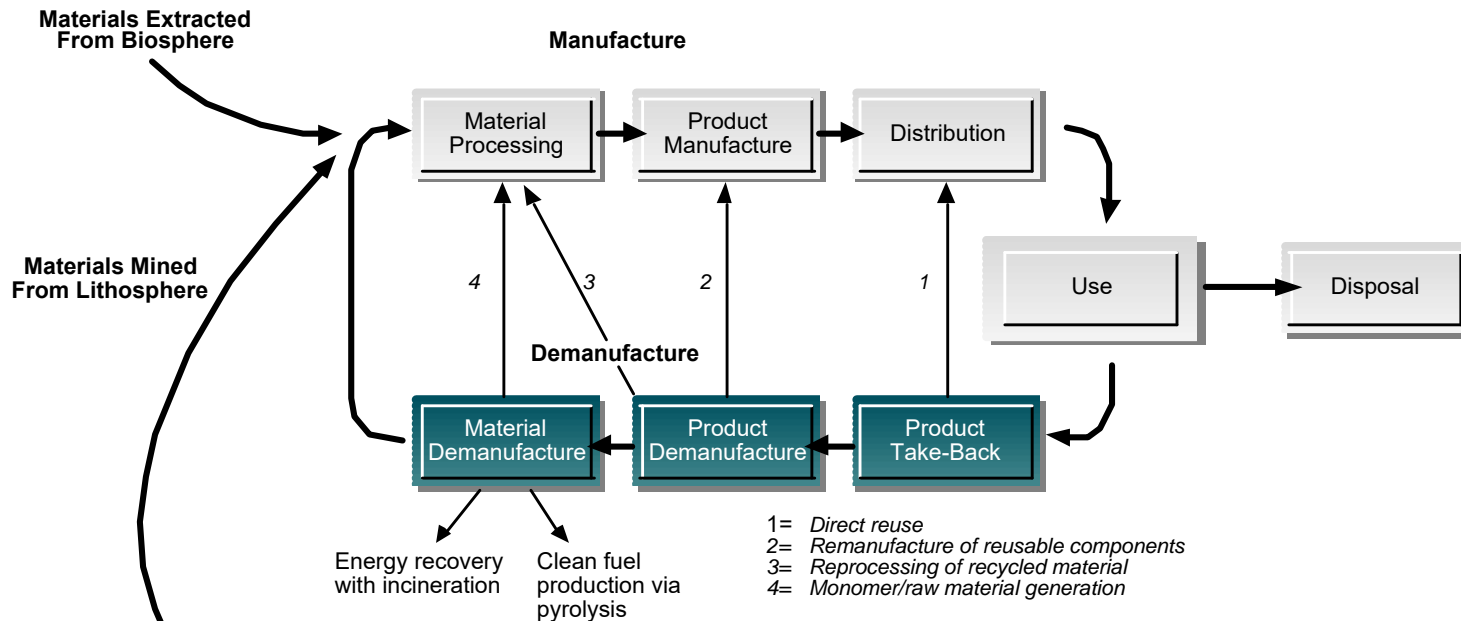 Materials Extracted
From Biosphere
Manufacture
Material
Processing
Product
Manufacture
Distribution
Materials Mined
From Lithosphere
4
3
2
1
Use
Disposal
Demanufacture
Material
Demanufacture
Product
Demanufacture
Product
Take-Back
Energy recovery
with incineration
Clean fuel
production via
pyrolysis
1= Direct reuse
2= Remanufacture of reusable components
3= Reprocessing of recycled material
4= Monomer/raw material generation